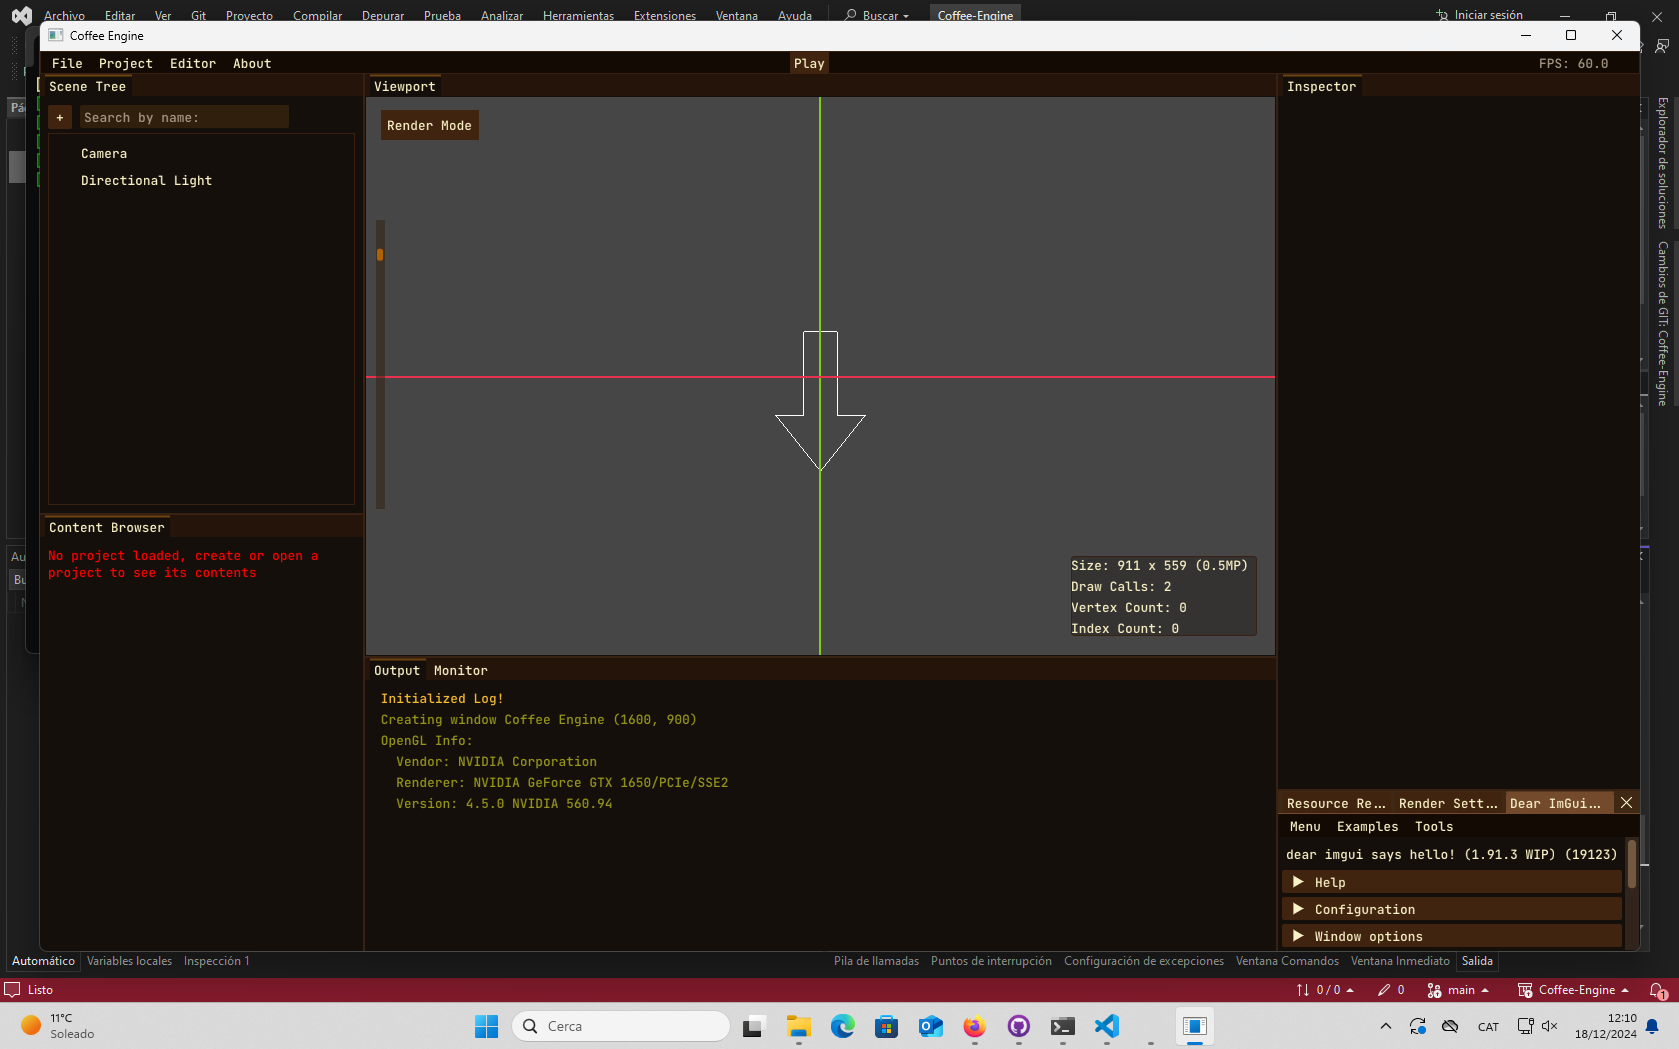 Archivo Editar Ver Git Proyecto Compilar Depurar Prueba Analizar Herramientas Extensiones Ventana Ayuda Buscar Coffee-Engine Iniciar sesión
Coffee Engine
File Project Editor About Play FPS: 60.0
Scene Tree
+ Search by name:
Camera
Directional Light
Viewport
Render Mode
Size: 911 x 559 (0.5MP)
Draw Calls: 2
Vertex Count: 0
Index Count: 0
Inspector
Explorador de soluciones
Cambios de GIT: Coffee-Engine
Content Browser
No project loaded, create or open a
project to see its contents
Output Monitor
Initialized Log!
Creating window Coffee Engine (1600, 900)
OpenGL Info:
Vendor: NVIDIA Corporation
Renderer: NVIDIA GeForce GTX 1650/PCIe/SSE2
Version: 4.5.0 NVIDIA 560.94
Resource Re... Render Sett... Dear ImGui...
Menu Examples Tools
dear imgui says hello! (1.91.3 WIP) (19123)
Help
Configuration
Window options
Automático Variables locales Inspección 1 Pila de llamadas Puntos de interrupción Configuración de excepciones Ventana Comandos Ventana Inmediato Salida
Listo 0 / 0 0 main Coffee-Engine 1
11°C
Soleado
Cerca
CAT
12:10
18/12/2024